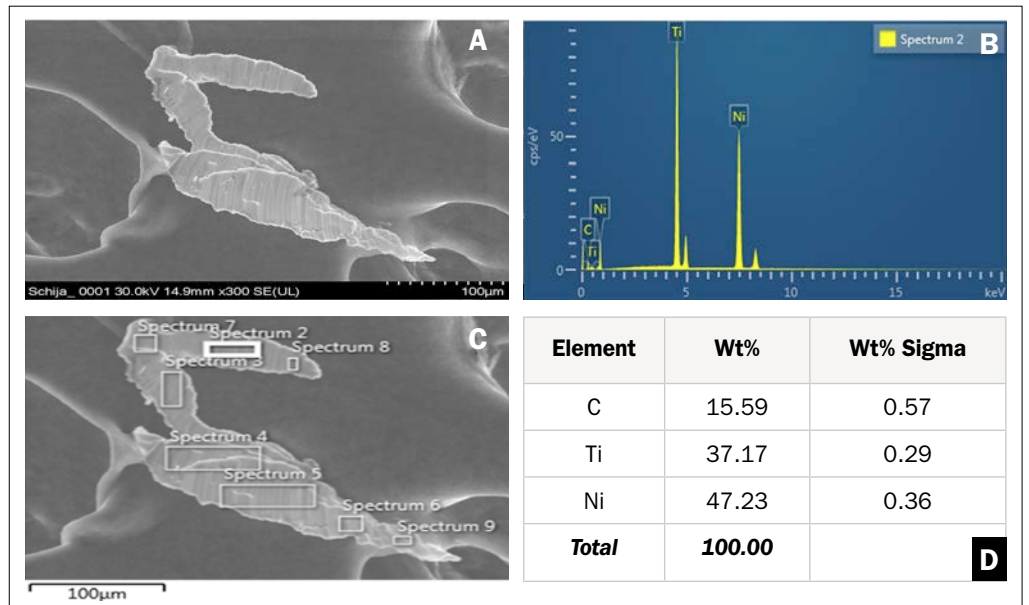 A
Schija_ 0001 30.0kV 14.9mm x300 SE(UL)
100µm
B
Spectrum 2
Ti
Ni
Ni
C
Ti
cps/eV
50
0
0
5
10
15
keV
C
Spectrum 7
Spectrum 2
Spectrum 8
Spectrum 3
Spectrum 4
Spectrum 5
Spectrum 6
Spectrum 9
100µm
Element Wt% Wt% Sigma
C 15.59 0.57
Ti 37.17 0.29
Ni 47.23 0.36
Total 100.00
D